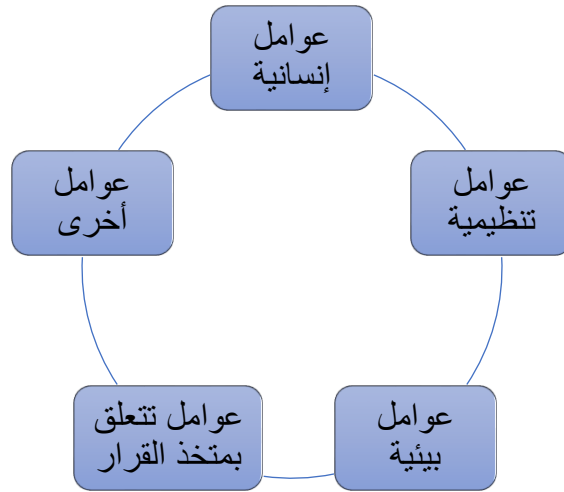 عوامل
إنسانية
عوامل
تنظيمية
عوامل
بيئية
عوامل تتعلق
بمتخذ القرار
عوامل
أخرى